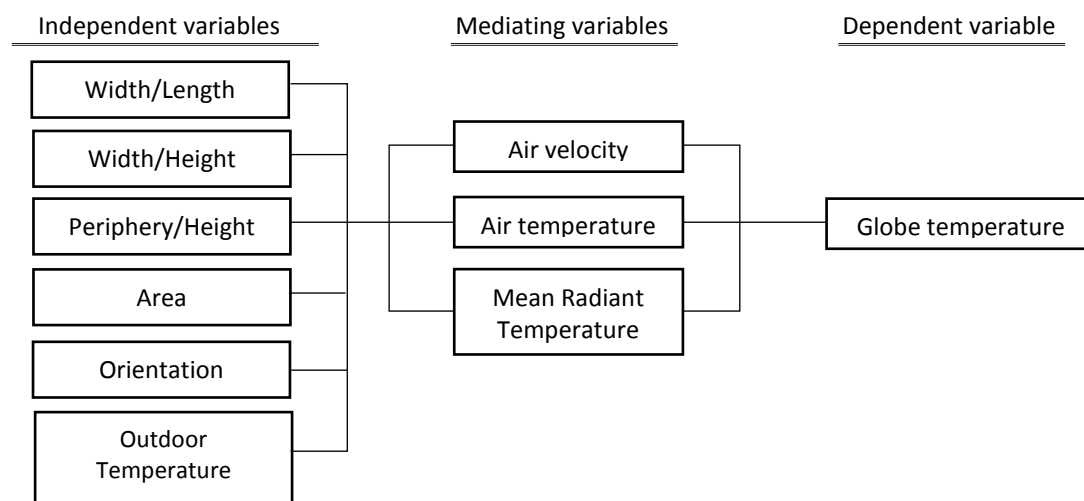 Independent variables
Mediating variables
Dependent variable
Width/Length
Width/Height
Periphery/Height
Area
Orientation
Outdoor
Temperature
Air velocity
Air temperature
Mean Radiant
Temperature
Globe temperature